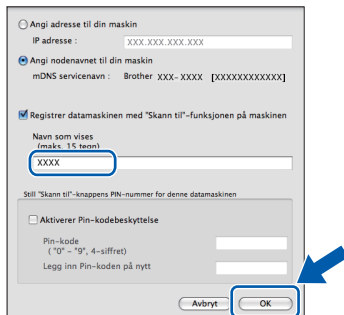 Angi adresse til din maskin
IP adresse : XXX.XXX.XXX.XXX
Angi nodenavnet til din maskin
mDNS servicenavn : Brother XXX-XXXX [XXXXXXXXXXXX]
Registrer datamaskinen med "Skann til"-funksjonen på maskinen
Navn som vises
(maks. 15 tegn)
XXXX
Still "Skann til"-knappens PIN-nummer for denne datamaskinen
Aktiverer Pin-kodebeskyttelse
Pin-kode
( "0" - "9", 4-siffret)
Legg inn Pin-koden på nytt
Avbryt OK